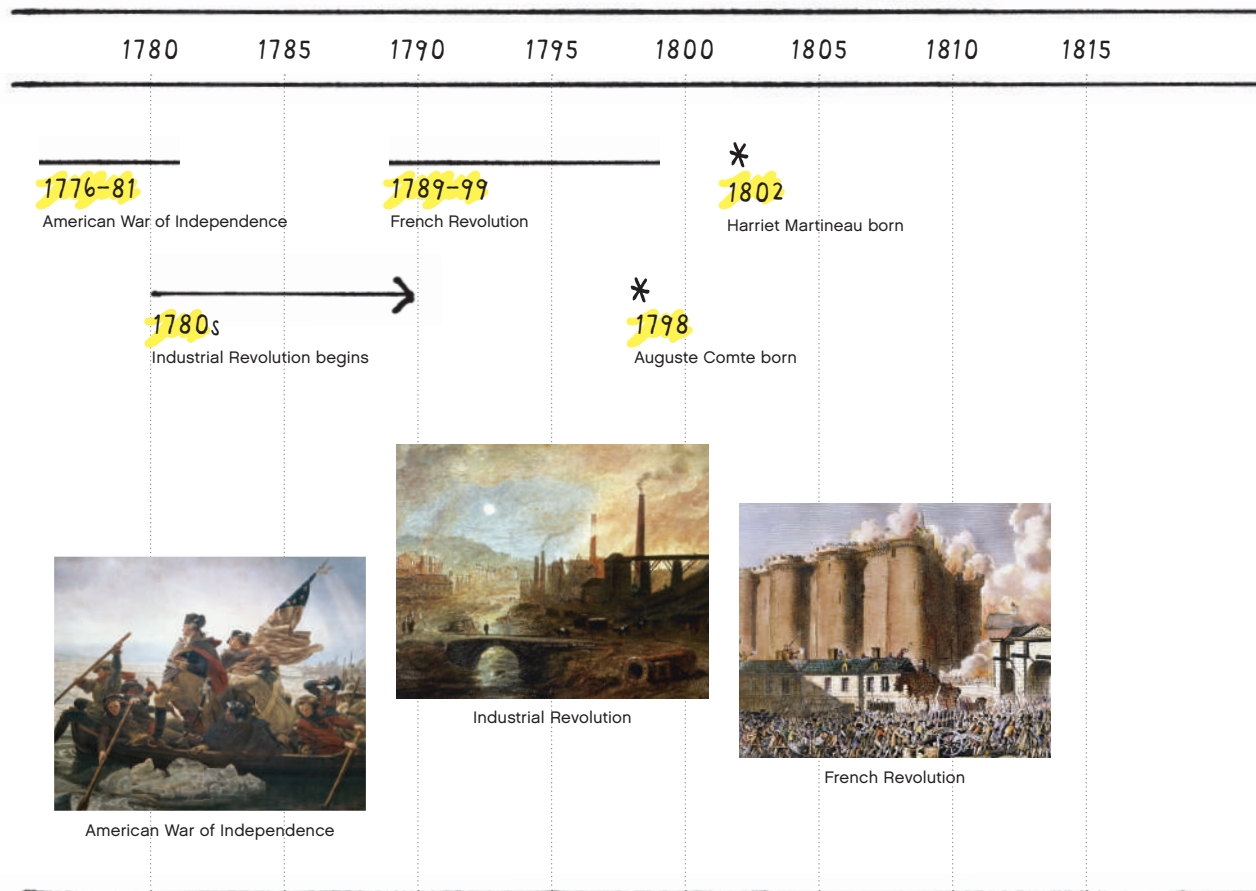 1780 1785 1790 1795 1800 1805 1810 1815
1776–81
American War of Independence
1789–99
French Revolution
1802
Harriet Martineau born
1780s
Industrial Revolution begins
1798
Auguste Comte born
Industrial Revolution
French Revolution
American War of Independence